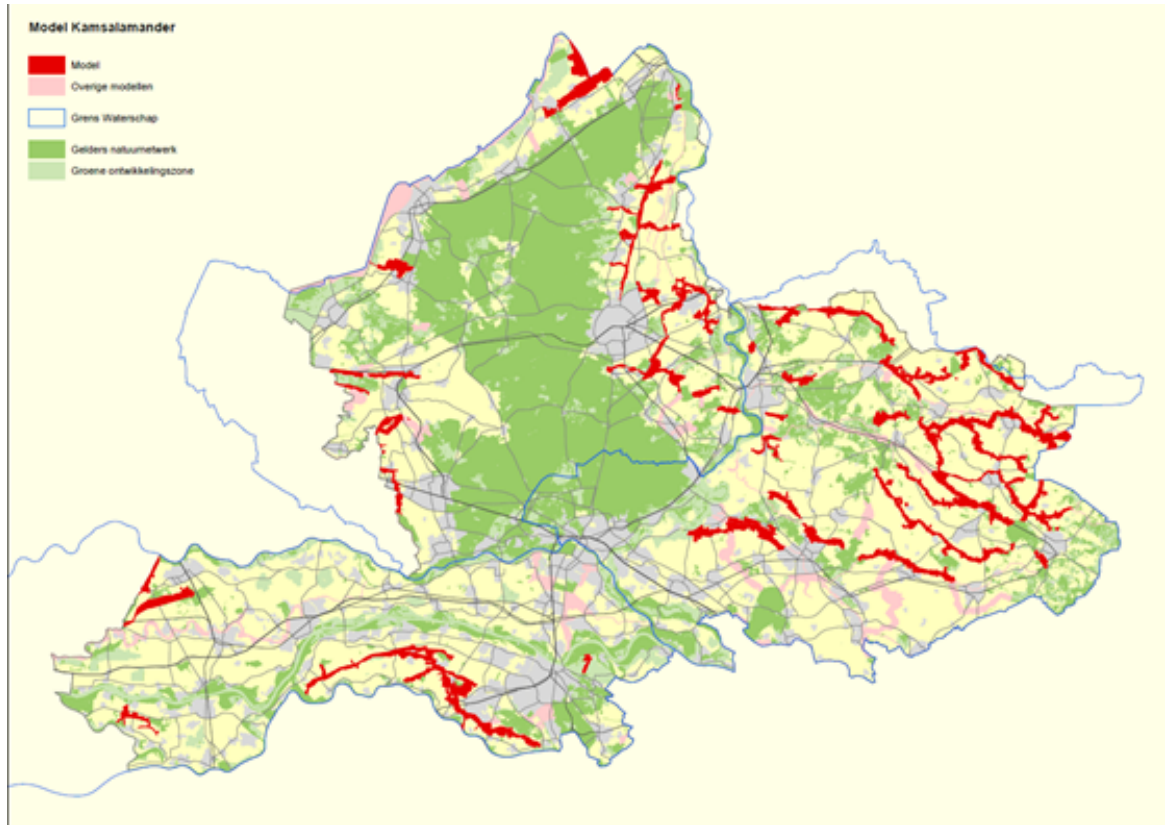 Model Kamsalamander
Model
Overige modellen
Grens Waterschap
Gelders natuurnetwerk
Groene ontwikkelingszone